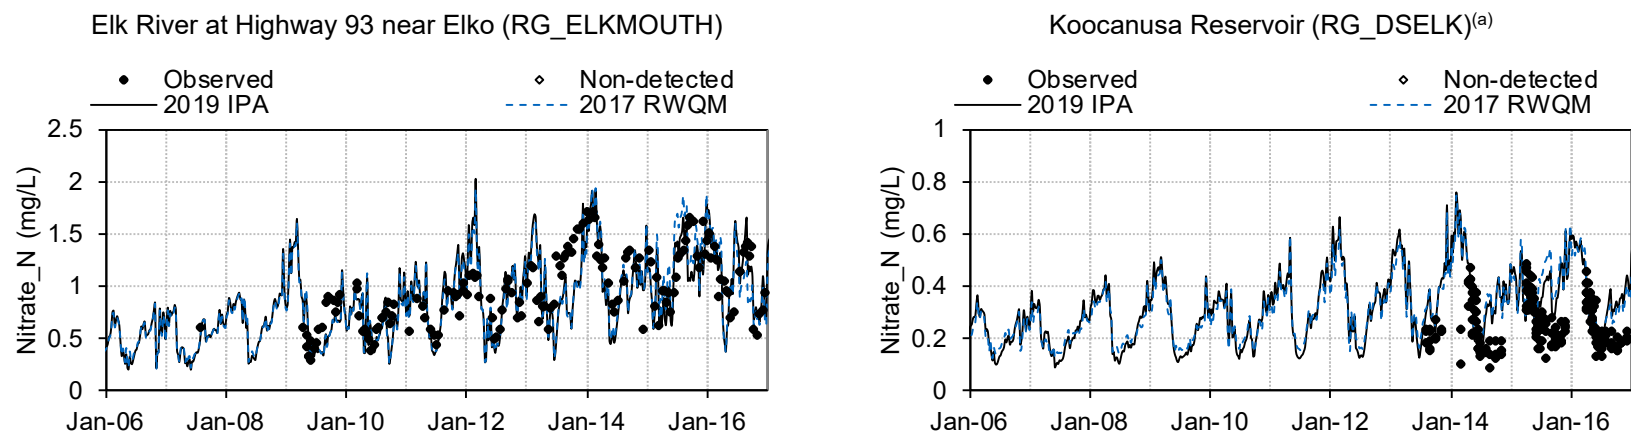 Elk River at Highway 93 near Elko (RG_ELKMOUTH)
Observed
Non-detected
2019 IPA
2017 RWQM
Nitrate_N (mg/L)
2.5
2
1.5
1
0.5
0
Jan-06
Jan-08
Jan-10
Jan-12
Jan-14
Jan-16
Koocanusa Reservoir (RG_DSELK)(a)
Observed
Non-detected
2019 IPA
2017 RWQM
Nitrate_N (mg/L)
1
0.8
0.6
0.4
0.2
0
Jan-06
Jan-08
Jan-10
Jan-12
Jan-14
Jan-16